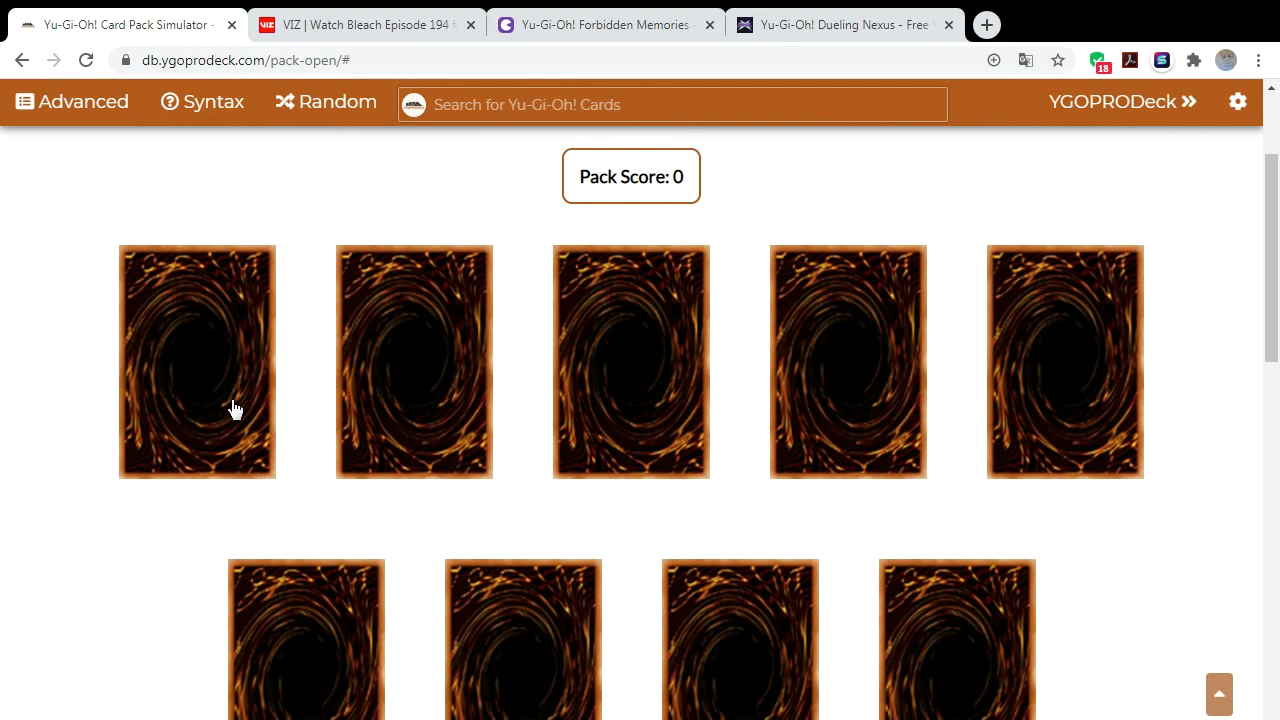 Yu-Gi-Oh! Card Pack Simulator -
VIZ
VIZ | Watch Bleach Episode 194 f
Yu-Gi-Oh! Forbidden Memories -
Yu-Gi-Oh! Dueling Nexus - Free Y
db.ygoprodeck.com/pack-open/#
18
S
Advanced
Syntax
Random
Search for Yu-Gi-Oh! Cards
YGOPRODeck
Pack Score: 0